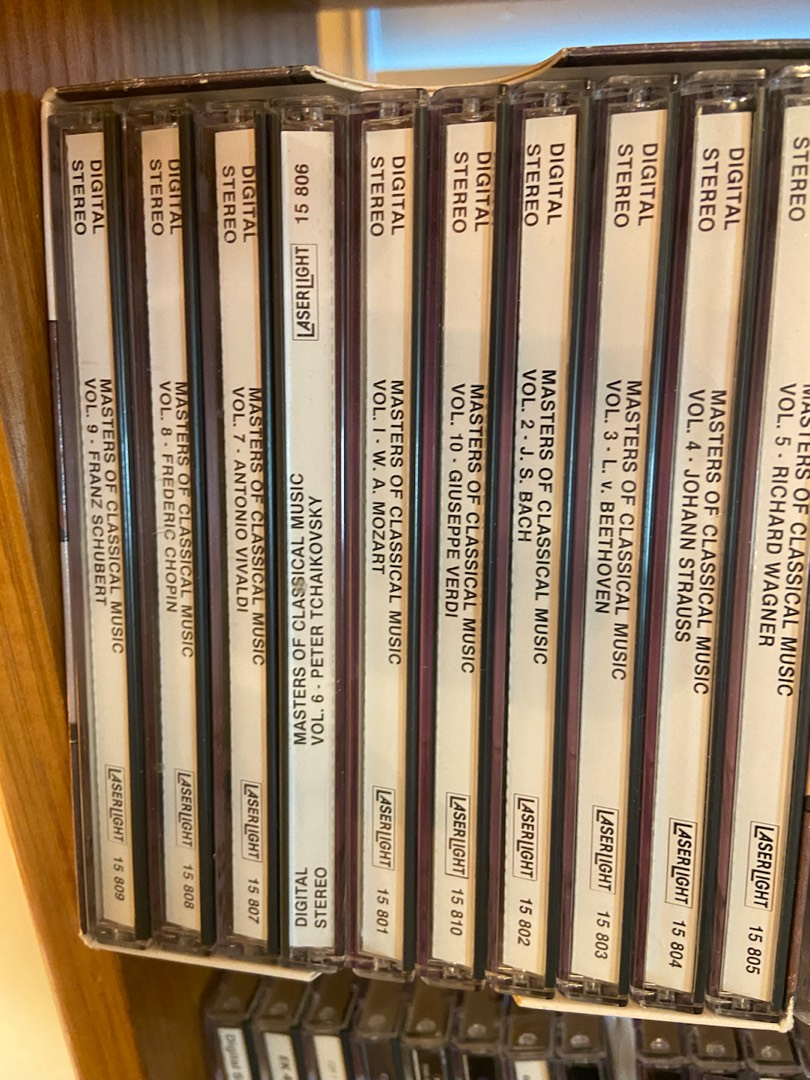 DIGITAL
STEREO
MASTERS OF CLASSICAL MUSIC
VOL. 9 · FRANZ SCHUBERT
LASERLIGHT 15 809
DIGITAL
STEREO
MASTERS OF CLASSICAL MUSIC
VOL. 8 · FREDERIC CHOPIN
LASERLIGHT 15 808
DIGITAL
STEREO
MASTERS OF CLASSICAL MUSIC
VOL. 7 · ANTONIO VIVALDI
LASERLIGHT 15 807
DIGITAL
STEREO
MASTERS OF CLASSICAL MUSIC
VOL. 6 · PETER TCHAIKOVSKY
LASERLIGHT 15 806
DIGITAL
STEREO
MASTERS OF CLASSICAL MUSIC
VOL. I · W. A. MOZART
LASERLIGHT 15 801
DIGITAL
STEREO
MASTERS OF CLASSICAL MUSIC
VOL. 10 · GIUSEPPE VERDI
LASERLIGHT 15 810
DIGITAL
STEREO
MASTERS OF CLASSICAL MUSIC
VOL. 2 · J. S. BACH
LASERLIGHT 15 802
DIGITAL
STEREO
MASTERS OF CLASSICAL MUSIC
VOL. 3 · L. v. BEETHOVEN
LASERLIGHT 15 803
DIGITAL
STEREO
MASTERS OF CLASSICAL MUSIC
VOL. 4 · JOHANN STRAUSS
LASERLIGHT 15 804
STEREO
MASTERS OF CLASSICAL MUSIC
VOL. 5 · RICHARD WAGNER
LASERLIGHT 15 805
Digital
EK